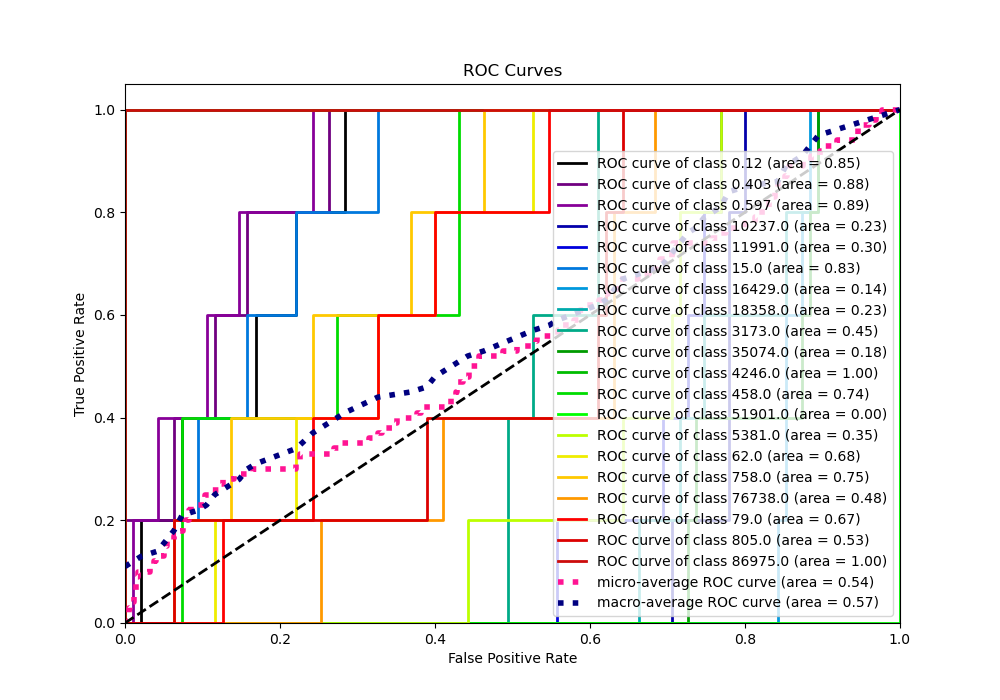 ROC Curves
True Positive Rate
1.0
0.8
0.6
0.4
0.2
0.0
ROC curve of class 0.12 (area = 0.85)
ROC curve of class 0.403 (area = 0.88)
ROC curve of class 0.597 (area = 0.89)
ROC curve of class 10237.0 (area = 0.23)
ROC curve of class 11991.0 (area = 0.30)
ROC curve of class 15.0 (area = 0.83)
ROC curve of class 16429.0 (area = 0.14)
ROC curve of class 18358.0 (area = 0.23)
ROC curve of class 3173.0 (area = 0.45)
ROC curve of class 35074.0 (area = 0.18)
ROC curve of class 4246.0 (area = 1.00)
ROC curve of class 458.0 (area = 0.74)
ROC curve of class 51901.0 (area = 0.00)
ROC curve of class 5381.0 (area = 0.35)
ROC curve of class 62.0 (area = 0.68)
ROC curve of class 758.0 (area = 0.75)
ROC curve of class 76738.0 (area = 0.48)
ROC curve of class 79.0 (area = 0.67)
ROC curve of class 805.0 (area = 0.53)
ROC curve of class 86975.0 (area = 1.00)
micro-average ROC curve (area = 0.54)
macro-average ROC curve (area = 0.57)
0.0 0.2 0.4 0.6 0.8 1.0
False Positive Rate